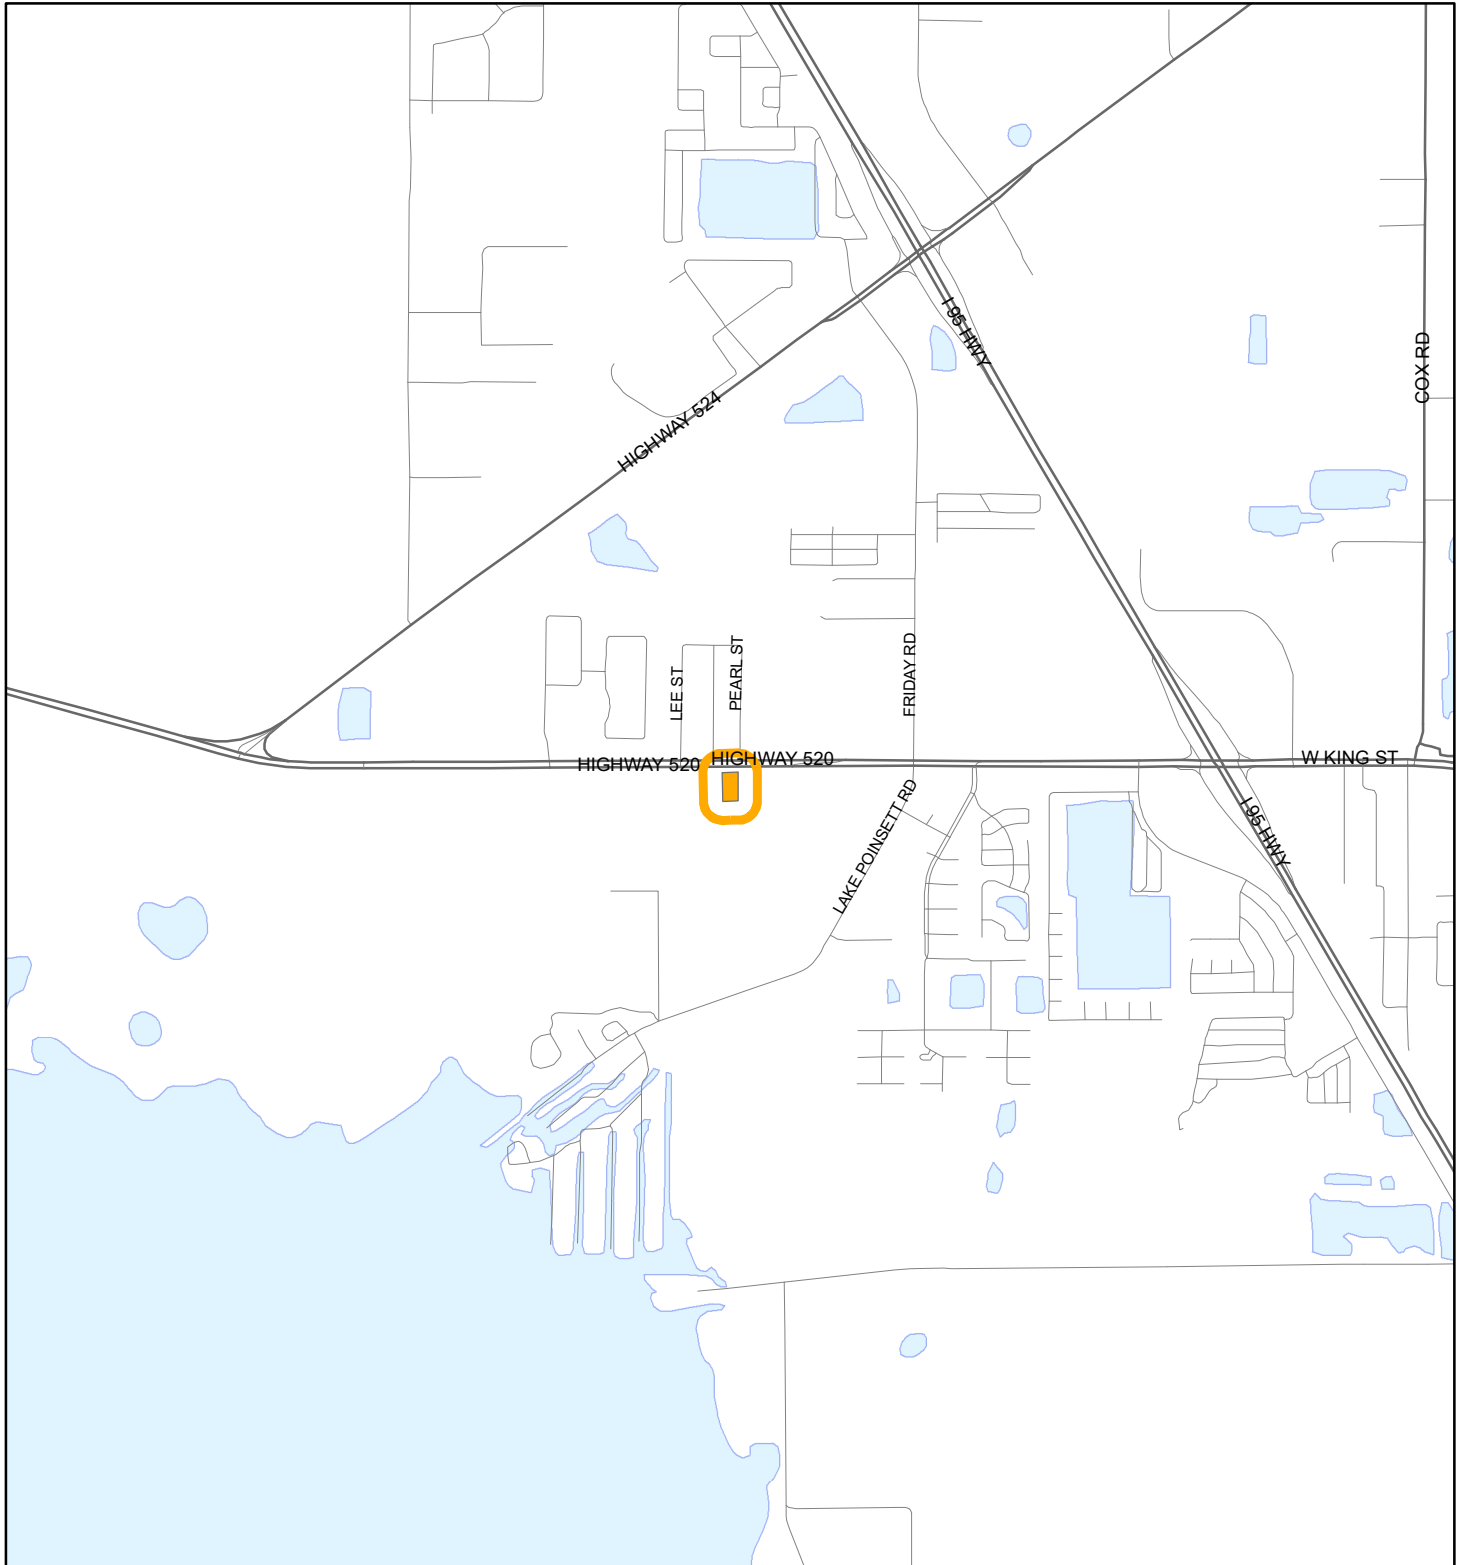 I 95 HWY
COX RD
HIGHWAY 524
LEE ST
PEARL ST
FRIDAY RD
HIGHWAY 520
HIGHWAY 520
W KING ST
LAKE POINSETT RD
I 95 HWY